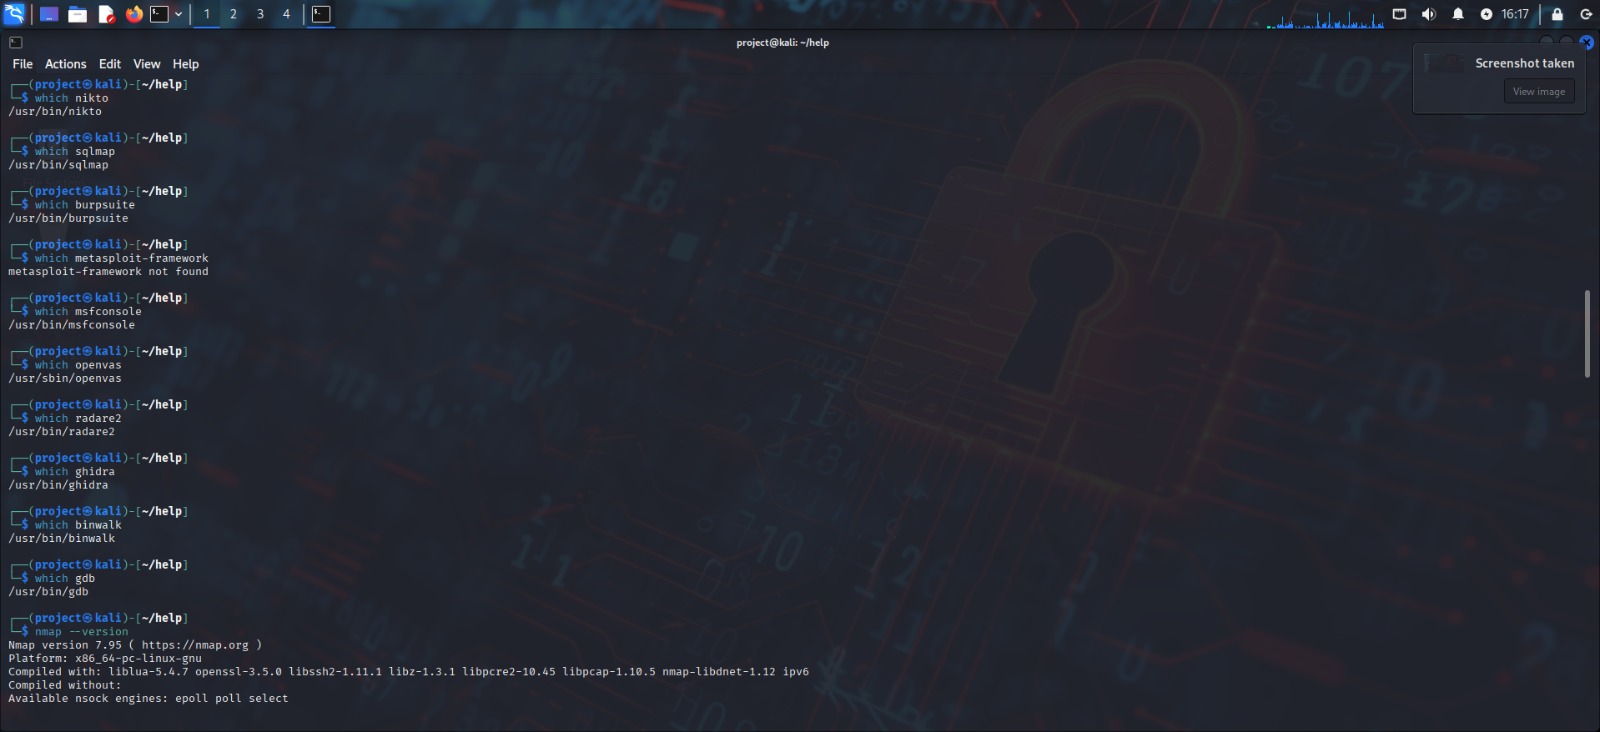 1 2 3 4
16:17
project@kali: ~/help
File Actions Edit View Help
Screenshot taken
View image
┌──(project㉿kali)-[~/help]
└─$ which nikto
/usr/bin/nikto
┌──(project㉿kali)-[~/help]
└─$ which sqlmap
/usr/bin/sqlmap
┌──(project㉿kali)-[~/help]
└─$ which burpsuite
/usr/bin/burpsuite
┌──(project㉿kali)-[~/help]
└─$ which metasploit-framework
metasploit-framework not found
┌──(project㉿kali)-[~/help]
└─$ which msfconsole
/usr/bin/msfconsole
┌──(project㉿kali)-[~/help]
└─$ which openvas
/usr/sbin/openvas
┌──(project㉿kali)-[~/help]
└─$ which radare2
/usr/bin/radare2
┌──(project㉿kali)-[~/help]
└─$ which ghidra
/usr/bin/ghidra
┌──(project㉿kali)-[~/help]
└─$ which binwalk
/usr/bin/binwalk
┌──(project㉿kali)-[~/help]
└─$ which gdb
/usr/bin/gdb
┌──(project㉿kali)-[~/help]
└─$ nmap --version
Nmap version 7.95 ( https://nmap.org )
Platform: x86_64-pc-linux-gnu
Compiled with: liblua-5.4.7 openssl-3.5.0 libssh2-1.11.1 libz-1.3.1 libpcre2-10.45 libpcap-1.10.5 nmap-libdnet-1.12 ipv6
Compiled without:
Available nsock engines: epoll poll select